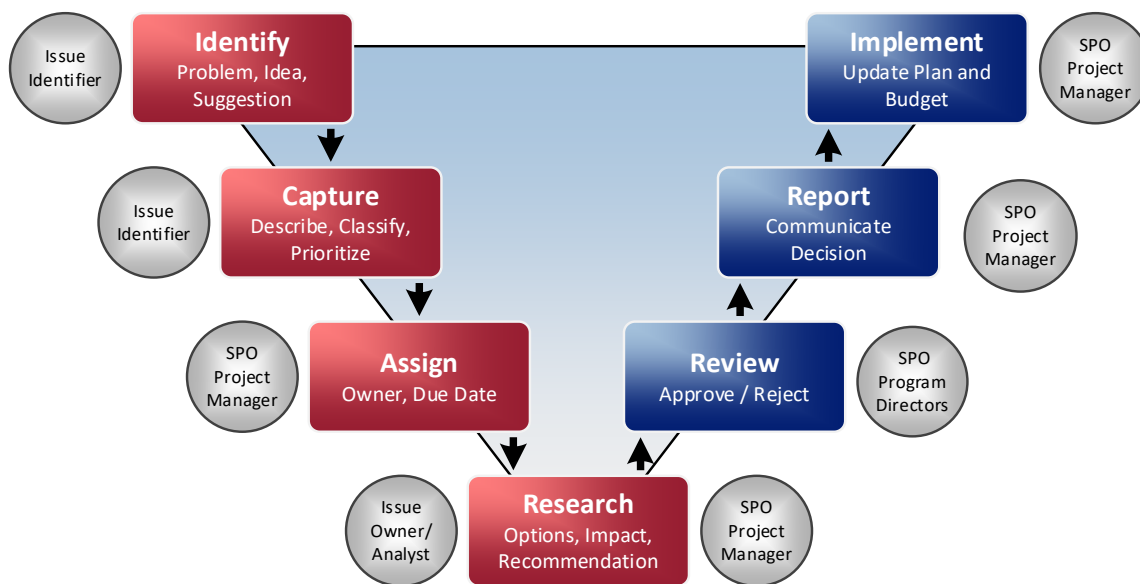 Issue
Identifier
Identify
Problem, Idea,
Suggestion
Implement
Update Plan and
Budget
SPO
Project
Manager
Issue
Identifier
Capture
Describe, Classify,
Prioritize
Report
Communicate
Decision
SPO
Project
Manager
SPO
Project
Manager
Assign
Owner, Due Date
Review
Approve / Reject
SPO
Program
Directors
Issue
Owner/
Analyst
Research
Options, Impact,
Recommendation
SPO
Project
Manager